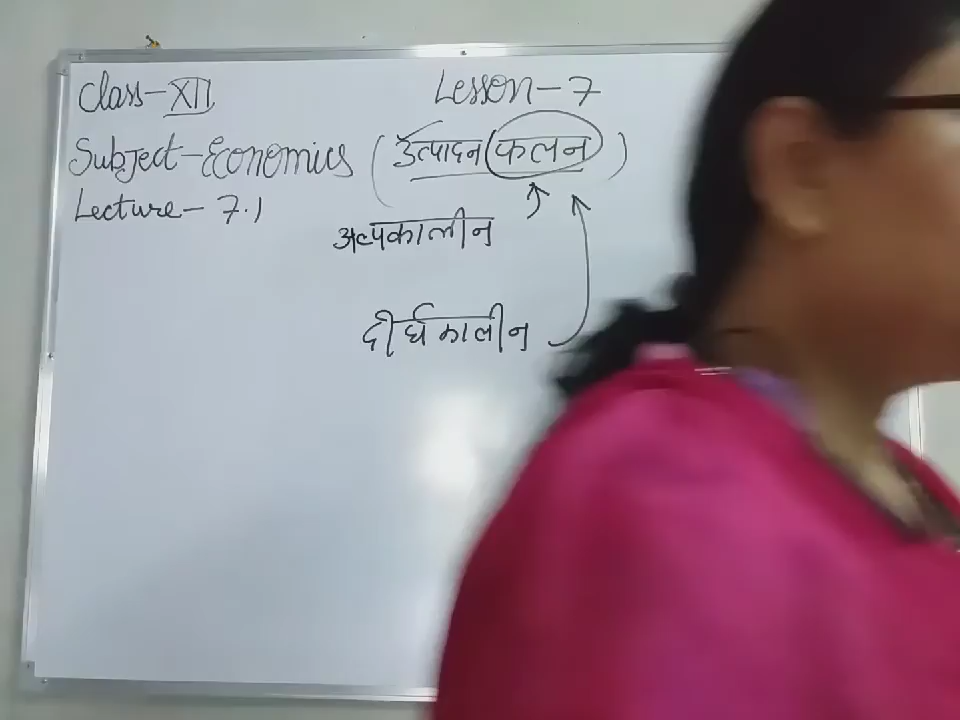 Class-XII
Lesson-7
Subject-Economics (उत्पादन (फलन))
Lecture-7.1
अल्पकालीन
दीर्घकालीन